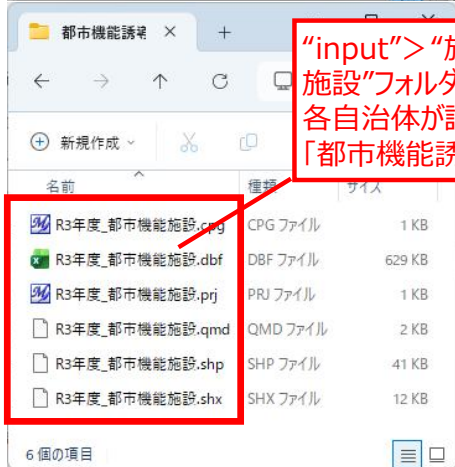 都市機能誘導
“input”＞“施
施設”フォルダ
各自治体が
「都市機能誘
新規作成
名前 種類 サイズ
R3年度_都市機能施設.cpg CPG ファイル 1 KB
R3年度_都市機能施設.dbf DBF ファイル 629 KB
R3年度_都市機能施設.prj PRJ ファイル 1 KB
R3年度_都市機能施設.qmd QMD ファイル 2 KB
R3年度_都市機能施設.shp SHP ファイル 41 KB
R3年度_都市機能施設.shx SHX ファイル 12 KB
6 個の項目